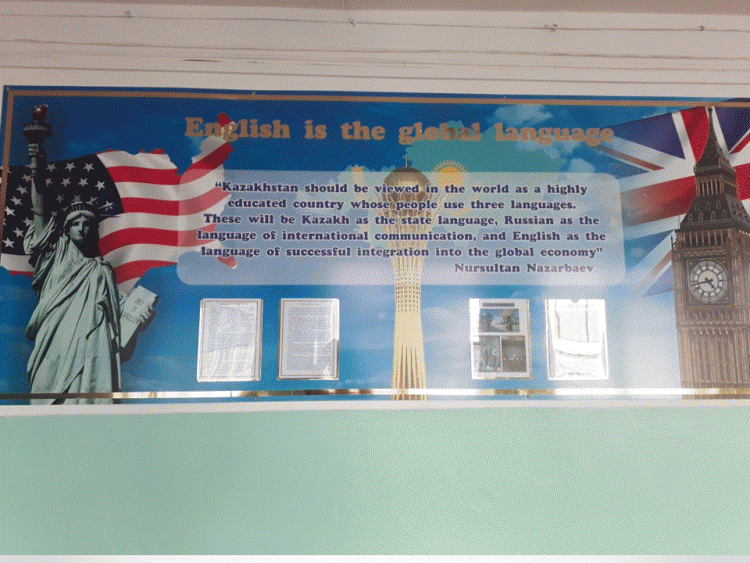 English is the global language
“Kazakhstan should be viewed in the world as a highly
educated country whose people use three languages.
These will be Kazakh as the state language, Russian as the
language of international communication, and English as the
language of successful integration into the global economy”
Nursultan Nazarbaev